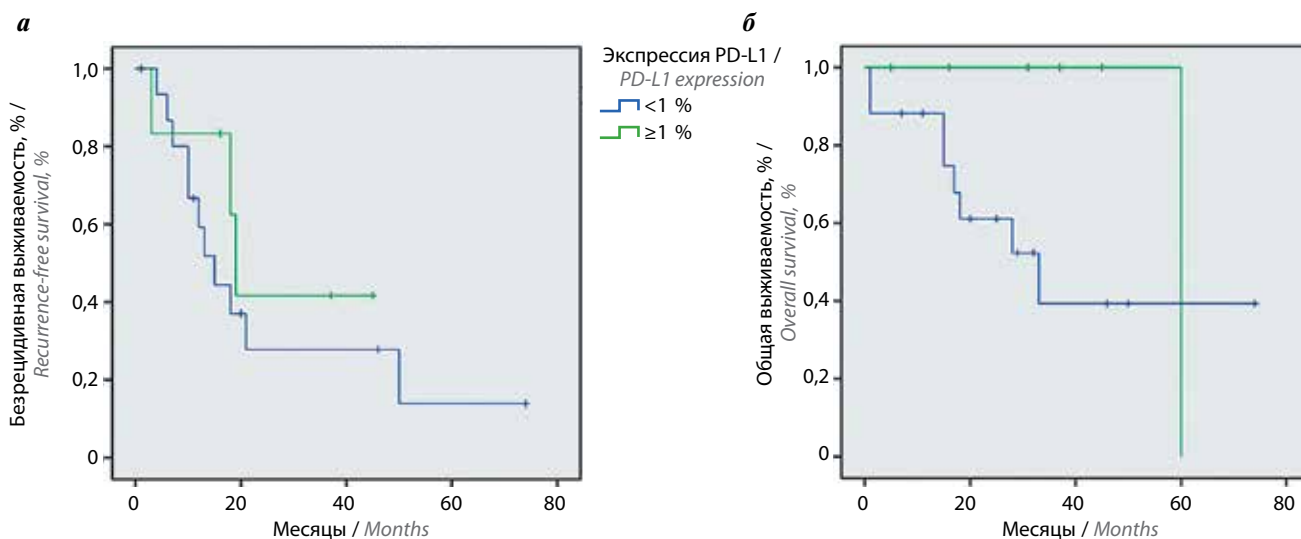 а
Безрецидивная выживаемость, % /
Recurrence-free survival, %
1,0
0,8
0,6
0,4
0,2
0
0 20 40 60 80
Месяцы / Months
Экспрессия PD-L1 /
PD-L1 expression
<1 %
≥1 %
б
Общая выживаемость, % /
Overall survival, %
1,0
0,8
0,6
0,4
0,2
0
0 20 40 60 80
Месяцы / Months